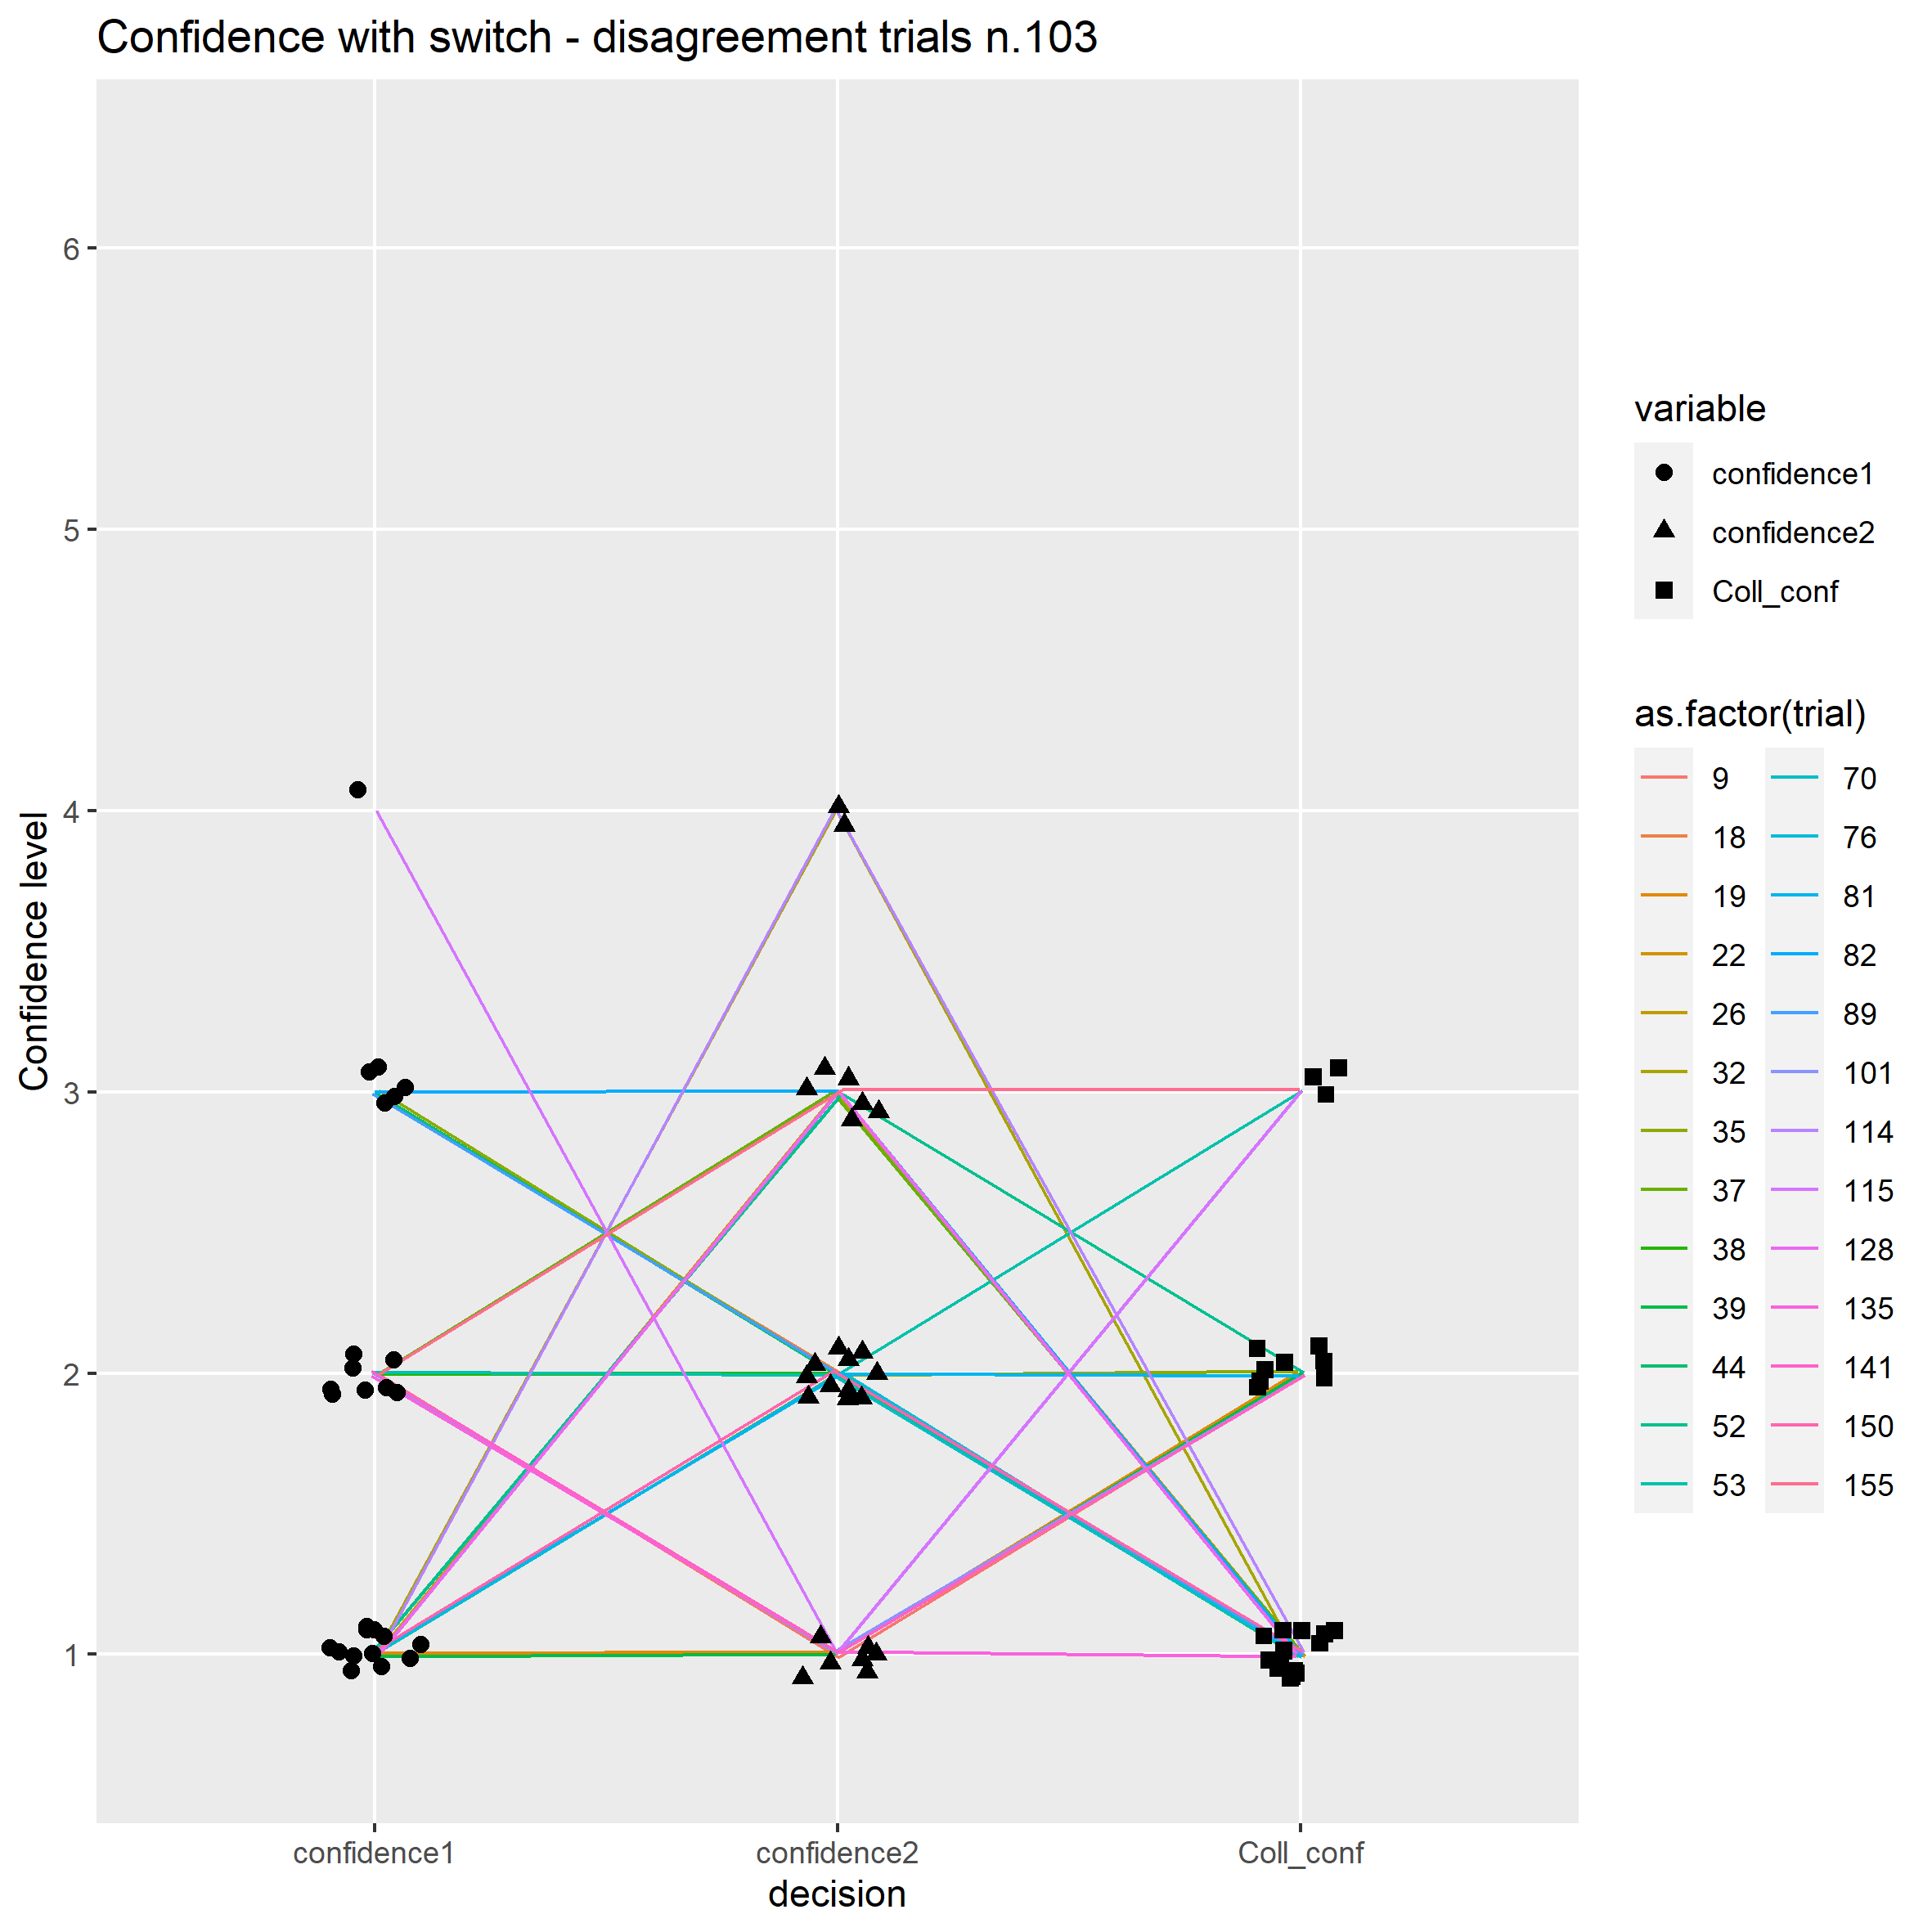 Confidence with switch - disagreement trials n.103
Confidence level
6
5
4
3
2
1
confidence1
confidence2
Coll_conf
decision
variable
confidence1
confidence2
Coll_conf
as.factor(trial)
9 70
18 76
19 81
22 82
26 89
32 101
35 114
37 115
38 128
39 135
44 141
52 150
53 155